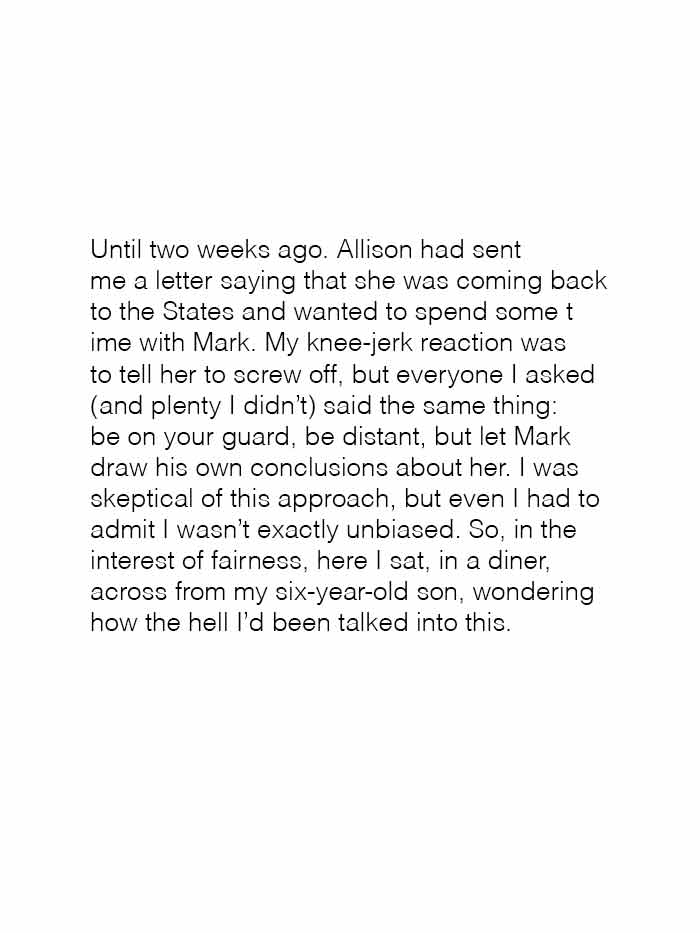 Until two weeks ago. Allison had sent
me a letter saying that she was coming back
to the States and wanted to spend some t
ime with Mark. My knee-jerk reaction was
to tell her to screw off, but everyone I asked
(and plenty I didn’t) said the same thing:
be on your guard, be distant, but let Mark
draw his own conclusions about her. I was
skeptical of this approach, but even I had to
admit I wasn’t exactly unbiased. So, in the
interest of fairness, here I sat, in a diner,
across from my six-year-old son, wondering
how the hell I’d been talked into this.